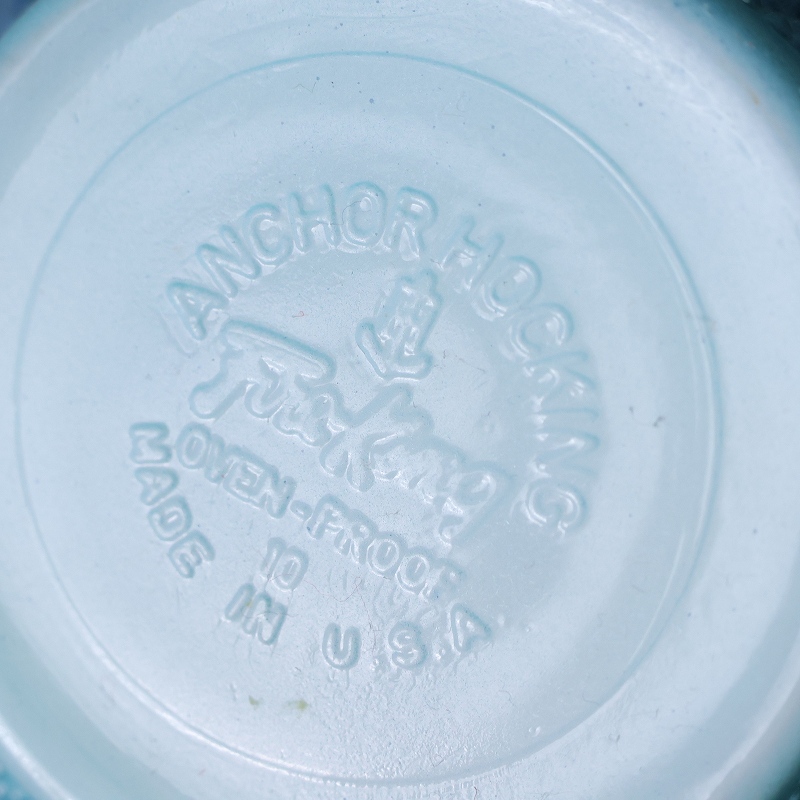 ANCHOR HOCKING
Fire King
OVEN-PROOF
10
MADE IN U.S.A